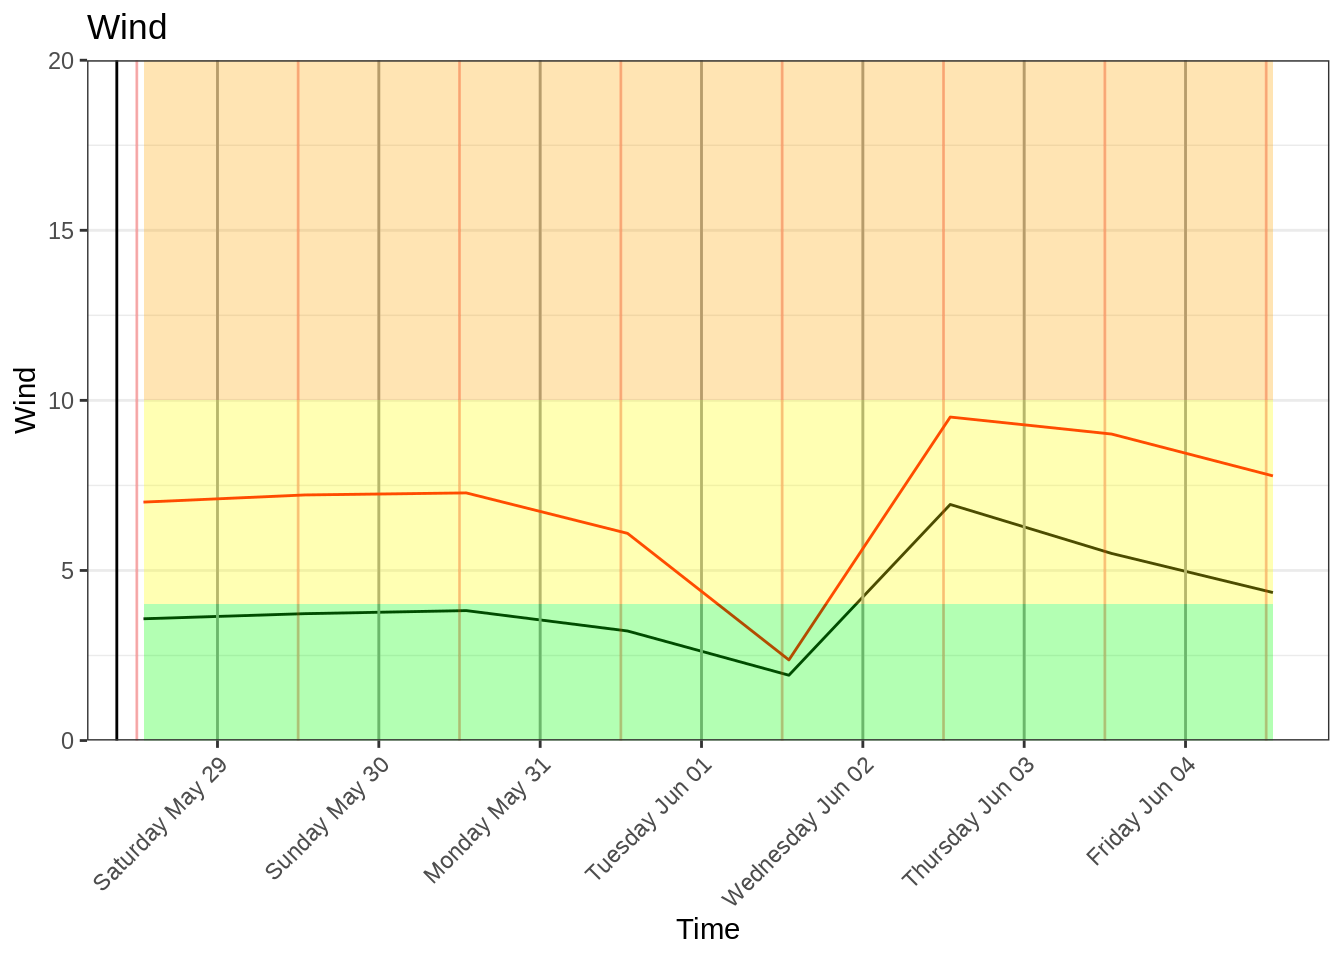 Wind
20
15
10
5
0
Wind
Saturday May 29
Sunday May 30
Monday May 31
Tuesday Jun 01
Wednesday Jun 02
Thursday Jun 03
Friday Jun 04
Time